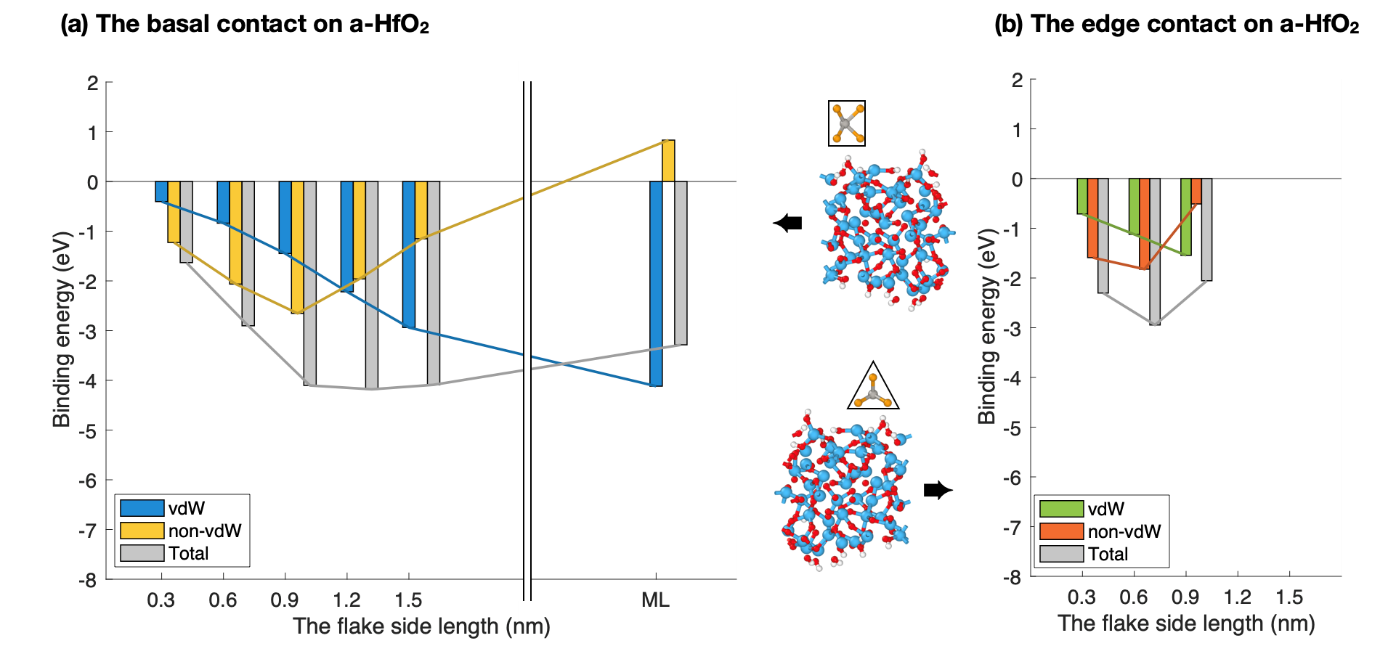 (a) The basal contact on a-HfO₂
2
1
0
-1
-2
-3
-4
-5
-6
-7
-8
Binding energy (eV)
vdW
non-vdW
Total
0.3 0.6 0.9 1.2 1.5 ML
The flake side length (nm)
(b) The edge contact on a-HfO₂
2
1
0
-1
-2
-3
-4
-5
-6
-7
-8
Binding energy (eV)
vdW
non-vdW
Total
0.3 0.6 0.9 1.2 1.5
The flake side length (nm)